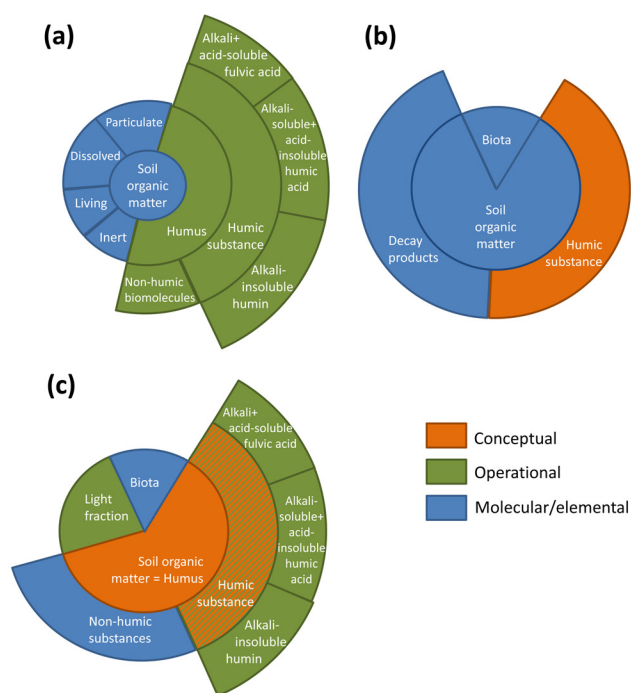 (a)
Alkali+
acid-soluble
fulvic acid
Particulate
Dissolved
Soil
organic
matter
Living
Inert
Humus
Humic
substance
Alkali-
soluble+
acid-
insoluble
humic
acid
Non-humic
biomolecules
Alkali-
insoluble
humin
(b)
Biota
Soil
organic
matter
Decay
products
Humic
substance
(c)
Alkali+
acid-soluble
fulvic acid
Biota
Light
fraction
Soil organic
matter = Humus
Humic
substance
Alkali-
soluble+
acid-
insoluble
humic
acid
Non-humic
substances
Alkali-
insoluble
humin
Conceptual
Operational
Molecular/elemental